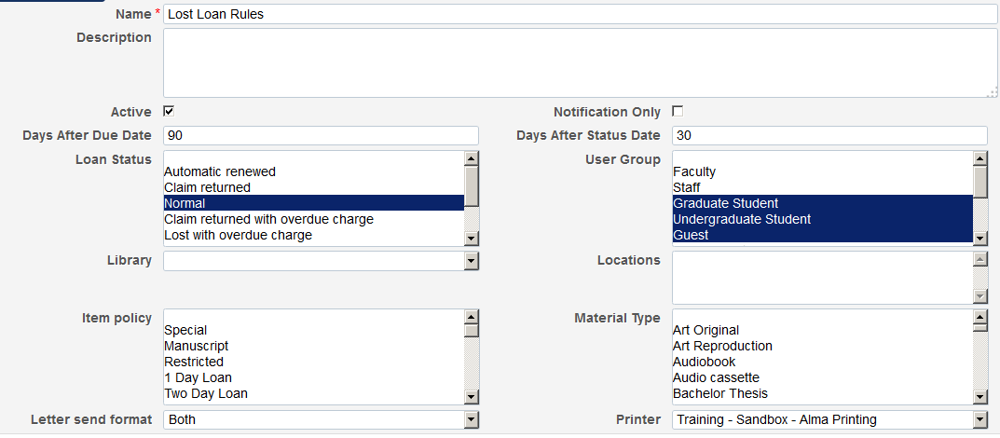 Name * Lost Loan Rules
Description
Active Notification Only
Days After Due Date 90 Days After Status Date 30
Loan Status User Group
Automatic renewed Faculty
Claim returned Staff
Normal Graduate Student
Claim returned with overdue charge Undergraduate Student
Lost with overdue charge Guest
Library Locations
Item policy Material Type
Special Art Original
Manuscript Art Reproduction
Restricted Audiobook
1 Day Loan Audio cassette
Two Day Loan Bachelor Thesis
Letter send format Both Printer Training - Sandbox - Alma Printing